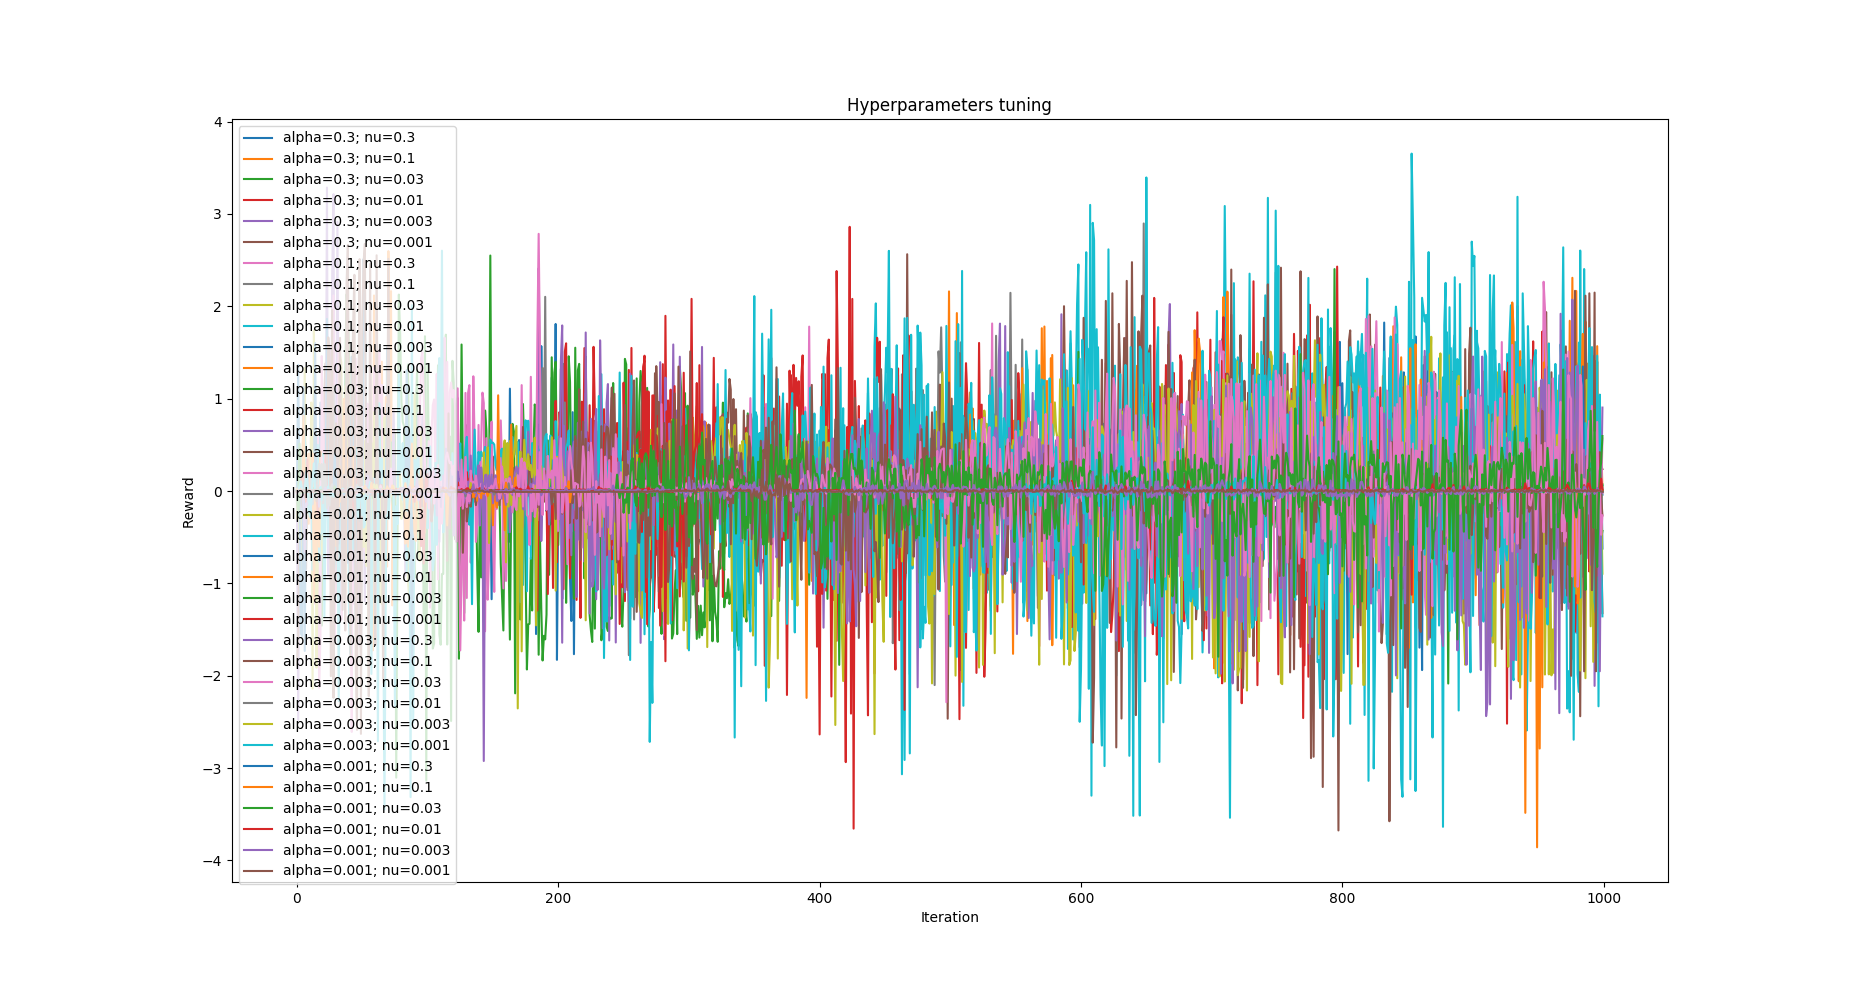 Hyperparameters tuning
4
3
2
1
0
−1
−2
−3
−4
Reward
alpha=0.3; nu=0.3
alpha=0.3; nu=0.1
alpha=0.3; nu=0.03
alpha=0.3; nu=0.01
alpha=0.3; nu=0.003
alpha=0.3; nu=0.001
alpha=0.1; nu=0.3
alpha=0.1; nu=0.1
alpha=0.1; nu=0.03
alpha=0.1; nu=0.01
alpha=0.1; nu=0.003
alpha=0.1; nu=0.001
alpha=0.03; nu=0.3
alpha=0.03; nu=0.1
alpha=0.03; nu=0.03
alpha=0.03; nu=0.01
alpha=0.03; nu=0.003
alpha=0.03; nu=0.001
alpha=0.01; nu=0.3
alpha=0.01; nu=0.1
alpha=0.01; nu=0.03
alpha=0.01; nu=0.01
alpha=0.01; nu=0.003
alpha=0.01; nu=0.001
alpha=0.003; nu=0.3
alpha=0.003; nu=0.1
alpha=0.003; nu=0.03
alpha=0.003; nu=0.01
alpha=0.003; nu=0.003
alpha=0.003; nu=0.001
alpha=0.001; nu=0.3
alpha=0.001; nu=0.1
alpha=0.001; nu=0.03
alpha=0.001; nu=0.01
alpha=0.001; nu=0.003
alpha=0.001; nu=0.001
0 200 400 600 800 1000
Iteration